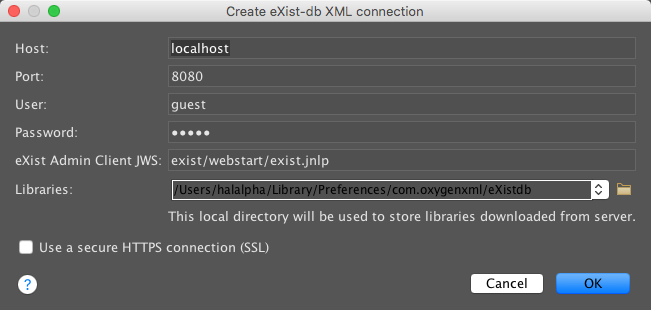 Create eXist-db XML connection
Host: localhost
Port: 8080
User: guest
Password: •••••
eXist Admin Client JWS: exist/webstart/exist.jnlp
Libraries: /Users/halalpha/Library/Preferences/com.oxygenxml/eXistdb
This local directory will be used to store libraries downloaded from server.
Use a secure HTTPS connection (SSL)
? Cancel OK